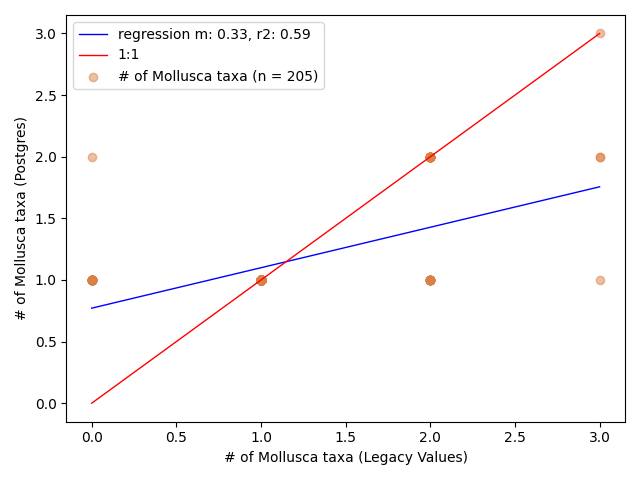 regression m: 0.33, r2: 0.59
1:1
# of Mollusca taxa (n = 205)
# of Mollusca taxa (Postgres)
3.0
2.5
2.0
1.5
1.0
0.5
0.0
0.0 0.5 1.0 1.5 2.0 2.5 3.0
# of Mollusca taxa (Legacy Values)